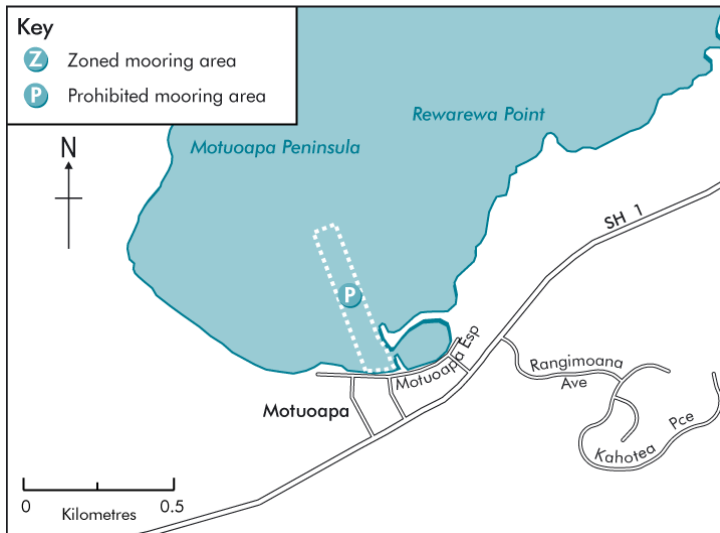 Key
Z Zoned mooring area
P Prohibited mooring area
Rewarewa Point
Motuoapa Peninsula
N
SH 1
P
Motuoapa Esp
Rangimoana
Ave
Motuoapa
Pce
Kahotea
0 0.5
Kilometres